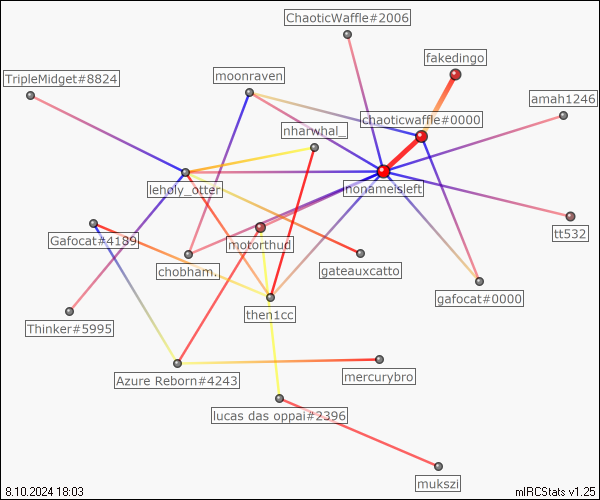 ChaoticWaffle#2006
fakedingo
moonraven
TripleMidget#8824
amah1246
chaoticwaffle#0000
nharwhal_
leholy_otter
nonameisleft
tt532
Gafocat#4189
motorthud
chobham.
gateauxcatto
gafocat#0000
then1cc
Thinker#5995
mercurybro
Azure Reborn#4243
lucas das oppai#2396
mukszi
8.10.2024 18:03
mIRCStats v1.25